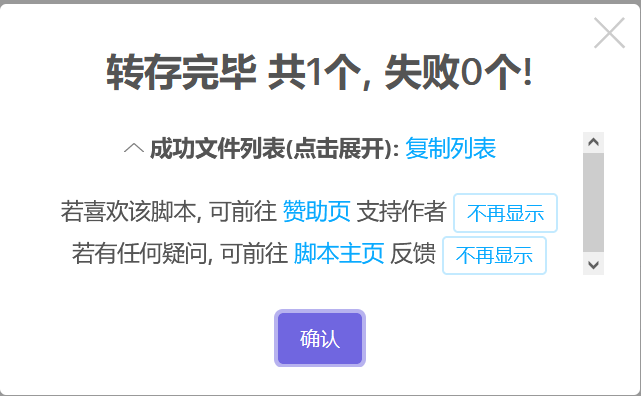 转存完毕 共1个, 失败0个!
成功文件列表(点击展开): 复制列表
若喜欢该脚本, 可前往 赞助页 支持作者 不再显示
若有任何疑问, 可前往 脚本主页 反馈 不再显示
确认